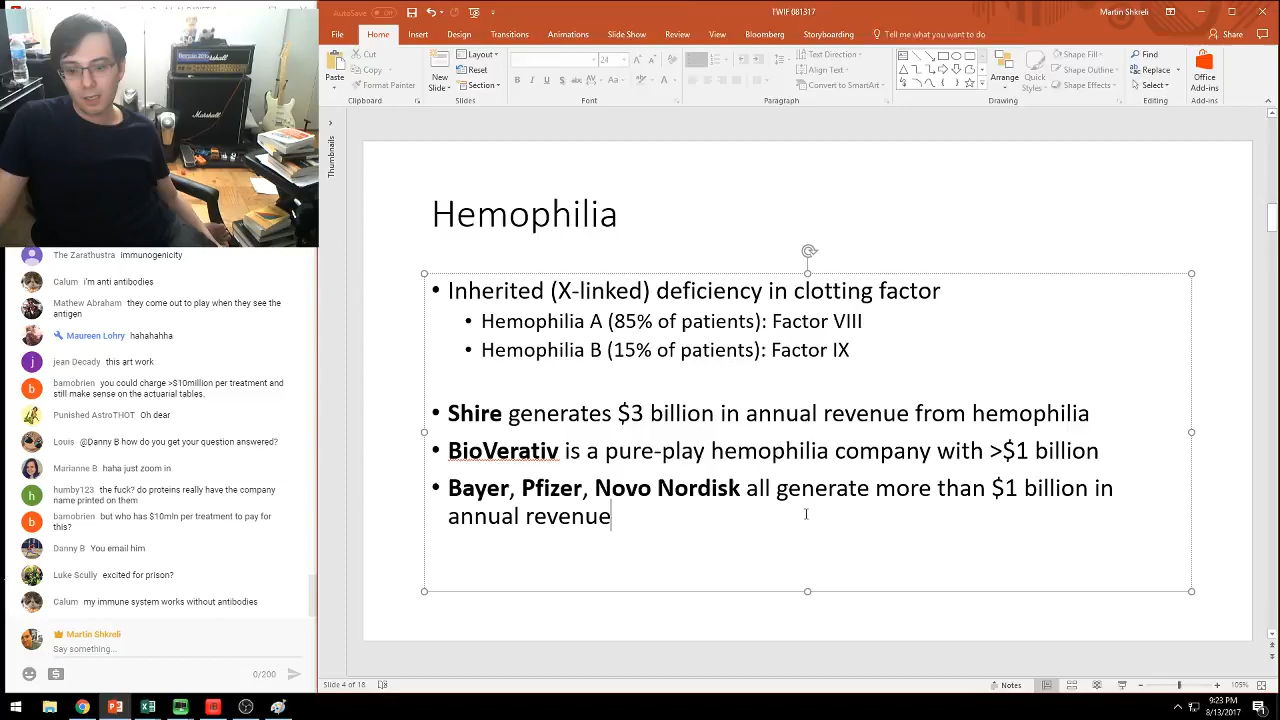 AutoSave Off
TWIF 081317
Martin Shkreli
File Home Insert Design Transitions Animations Slide Show Review View Bloomberg Storyboarding Tell me what you want to do Share
Paste
Cut
Copy
Format Painter
Clipboard
New
Slide
Layout
Reset
Section
Slides
24
Font
Text Direction
Align Text
Convert to SmartArt
Paragraph
Arrange
Quick
Styles
Shape Fill
Shape Outline
Shape Effects
Drawing
Find
Replace
Select
Editing
Office
Add-ins
Add-ins
Thumbnails
Marshall
Hemophilia
• Inherited (X-linked) deficiency in clotting factor
• Hemophilia A (85% of patients): Factor VIII
• Hemophilia B (15% of patients): Factor IX
• Shire generates $3 billion in annual revenue from hemophilia
• BioVerativ is a pure-play hemophilia company with >$1 billion
• Bayer, Pfizer, Novo Nordisk all generate more than $1 billion in
annual revenue
The Zarathustra immunogenicity
Calum i'm anti antibodies
Mathew Abraham they come out to play when they see the
antigen
Maureen Lohry hahahahha
j
jean Decady this art work
b
bamobrien you could charge >$10million per treatment and
still make sense on the actuarial tables.
Punished AstroTHOT Oh dear
Louis @Danny B how do you get your question answered?
Marianne B haha just zoom in
h
humby123 the fuck? do proteins really have the company
name printed on them
b
bamobrien but who has $10mln per treatment to pay for
this?
Danny B You email him
Luke Scully excited for prison?
Calum my immune system works without antibodies
Martin Shkreli
Say something...
0/200
Slide 4 of 18
Notes
105%
9:23 PM
8/13/2017